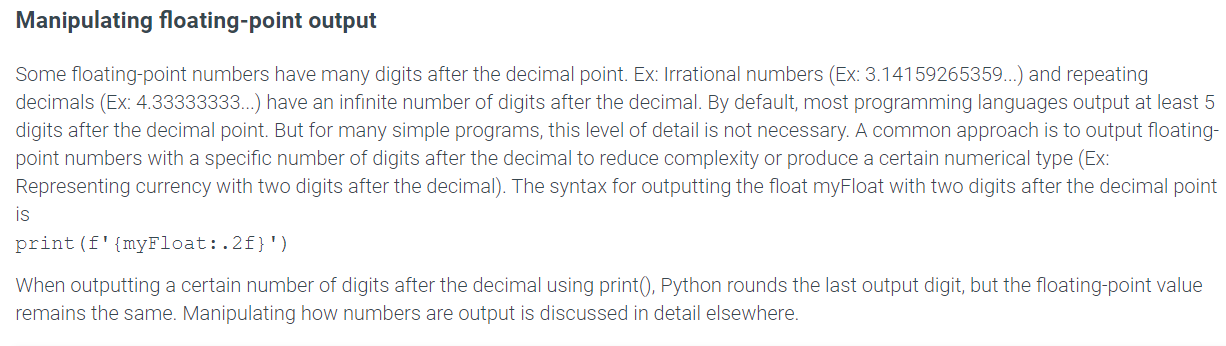 Manipulating floating-point output
Some floating-point numbers have many digits after the decimal point. Ex: Irrational numbers (Ex: 3.14159265359...) and repeating
decimals (Ex: 4.33333333...) have an infinite number of digits after the decimal. By default, most programming languages output at least 5
digits after the decimal point. But for many simple programs, this level of detail is not necessary. A common approach is to output floating-
point numbers with a specific number of digits after the decimal to reduce complexity or produce a certain numerical type (Ex:
Representing currency with two digits after the decimal). The syntax for outputting the float myFloat with two digits after the decimal point
is
print(f'{myFloat:.2f}')
When outputting a certain number of digits after the decimal using print(), Python rounds the last output digit, but the floating-point value
remains the same. Manipulating how numbers are output is discussed in detail elsewhere.